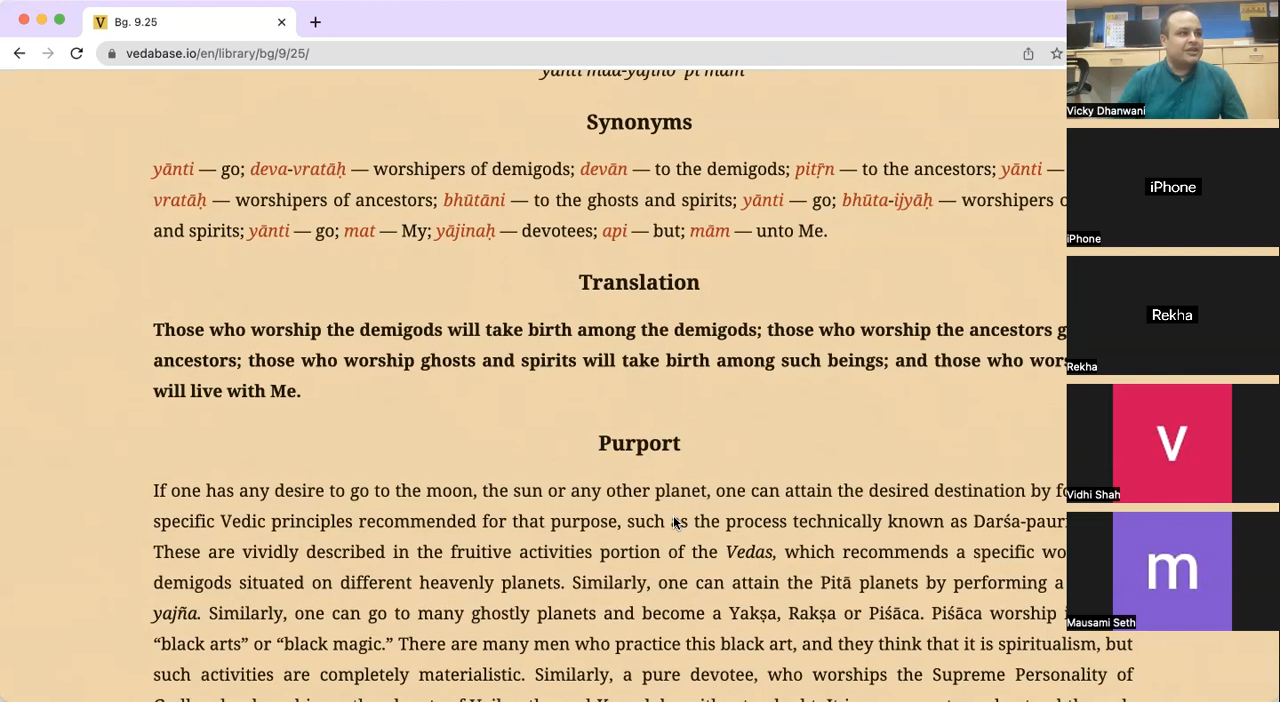 Bg. 9.25
vedabase.io/en/library/bg/9/25/
yānti mad-yājino 'pi mām
Synonyms
yānti — go; deva-vratāḥ — worshipers of demigods; devān — to the demigods; pitṝn — to the ancestors; yānti —
vratāḥ — worshipers of ancestors; bhūtāni — to the ghosts and spirits; yānti — go; bhūta-ijyāḥ — worshipers
and spirits; yānti — go; mat — My; yājinaḥ — devotees; api — but; mām — unto Me.
Translation
Those who worship the demigods will take birth among the demigods; those who worship the ancestors
ancestors; those who worship ghosts and spirits will take birth among such beings; and those who
will live with Me.
Purport
If one has any desire to go to the moon, the sun or any other planet, one can attain the desired destination by
specific Vedic principles recommended for that purpose, such as the process technically known as
These are vividly described in the fruitive activities portion of the Vedas, which recommends a specific
demigods situated on different heavenly planets. Similarly, one can attain the Pitā planets by performing a
yajña. Similarly, one can go to many ghostly planets and become a Yakṣa, Rakṣa or Piśāca. Piśāca worship
“black arts” or “black magic.” There are many men who practice this black art, and they think that it is spiritualism, but
such activities are completely materialistic. Similarly, a pure devotee, who worships the Supreme Personality of
Vicky Dhanwani
iPhone
iPhone
Rekha
Rekha
V
Vidhi Shah
m
Mausami Seth